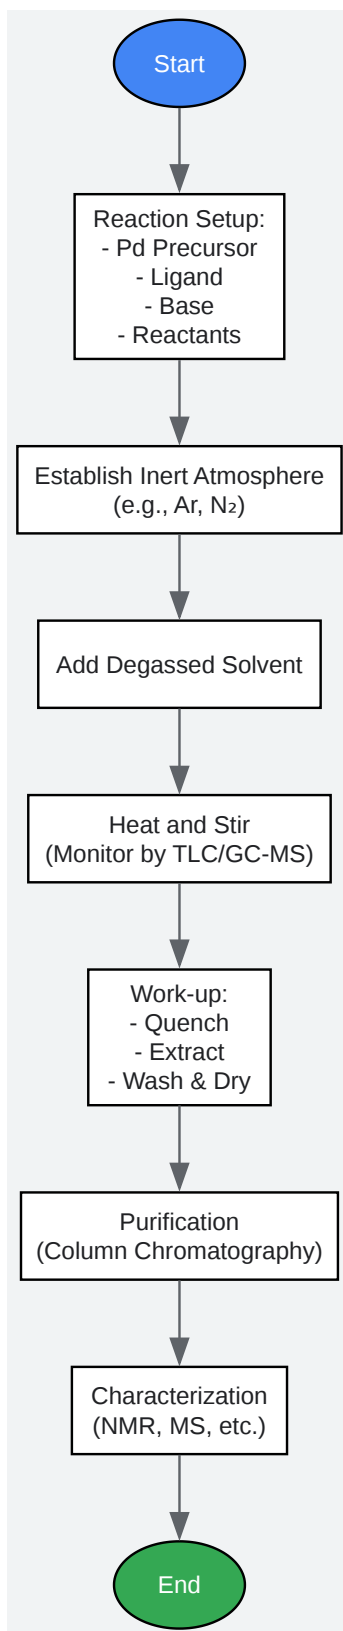 Start
Reaction Setup:
- Pd Precursor
- Ligand
- Base
- Reactants
Establish Inert Atmosphere
(e.g., Ar, N₂)
Add Degassed Solvent
Heat and Stir
(Monitor by TLC/GC-MS)
Work-up:
- Quench
- Extract
- Wash & Dry
Purification
(Column Chromatography)
Characterization
(NMR, MS, etc.)
End